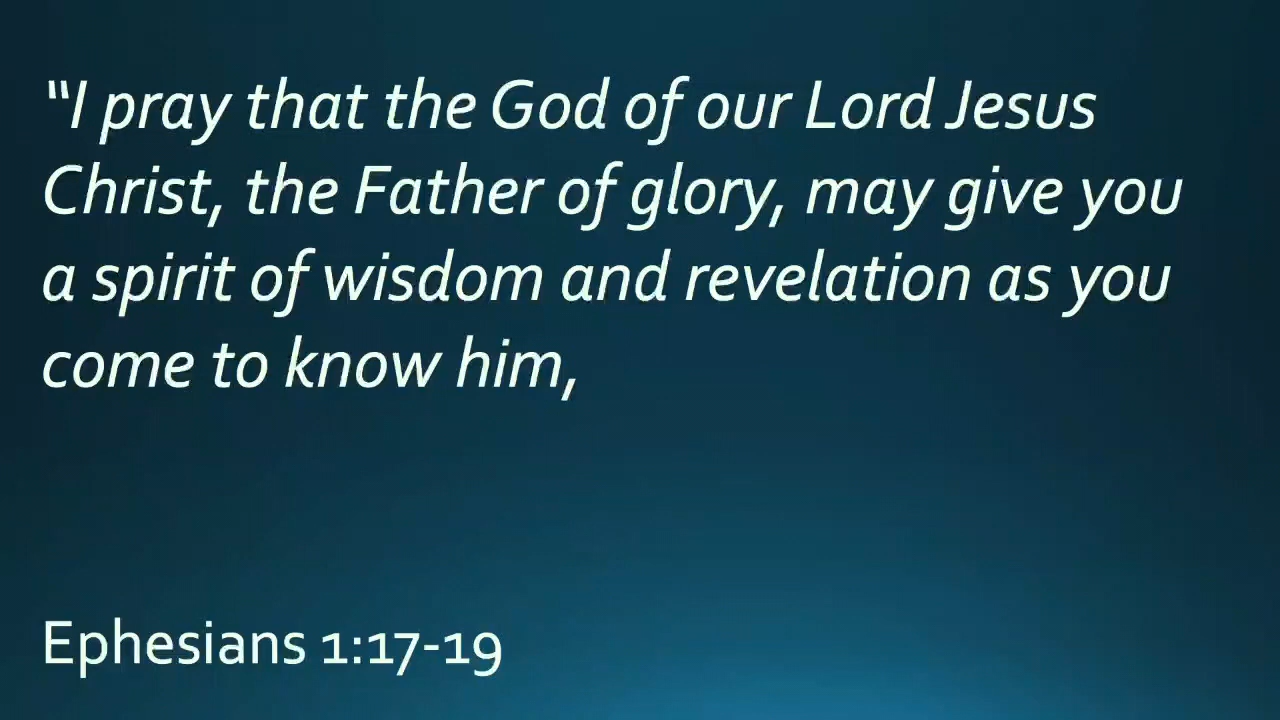 “I pray that the God of our Lord Jesus
Christ, the Father of glory, may give you
a spirit of wisdom and revelation as you
come to know him,
Ephesians 1:17-19